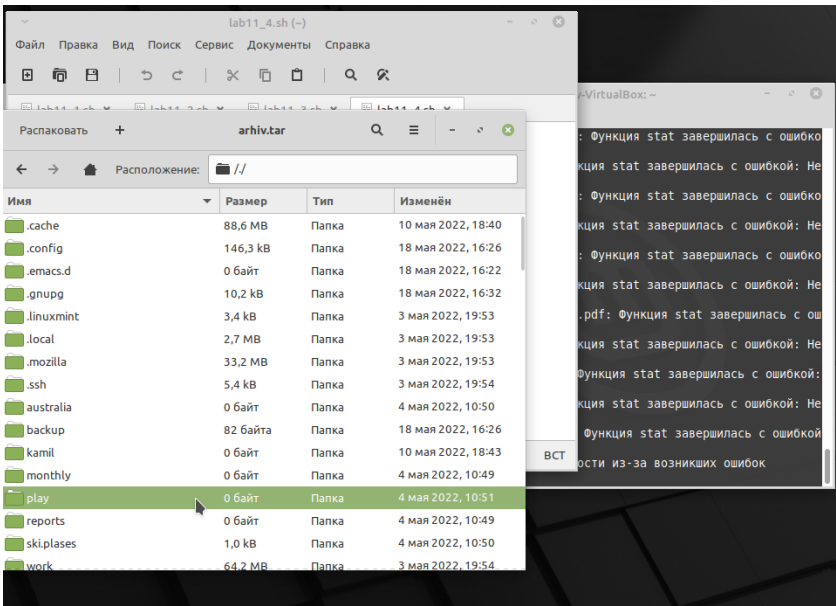 lab11_4.sh (~)
Файл Правка Вид Поиск Сервис Документы Справка
lab11_1.sh lab11_2.sh lab11_3.sh lab11_4.sh
y-VirtualBox: ~
Распаковать + arhiv.tar
Расположение: /./
Имя Размер Тип Изменён
.cache 88,6 MB Папка 10 мая 2022, 18:40
.config 146,3 kB Папка 18 мая 2022, 16:26
.emacs.d 0 байт Папка 18 мая 2022, 16:22
.gnupg 10,2 kB Папка 18 мая 2022, 16:32
.linuxmint 3,4 kB Папка 3 мая 2022, 19:53
.local 2,7 MB Папка 3 мая 2022, 19:53
.mozilla 33,2 MB Папка 3 мая 2022, 19:53
.ssh 5,4 kB Папка 3 мая 2022, 19:54
australia 0 байт Папка 4 мая 2022, 10:50
backup 82 байта Папка 18 мая 2022, 16:26
kamil 0 байт Папка 10 мая 2022, 18:43
monthly 0 байт Папка 4 мая 2022, 10:49
play 0 байт Папка 4 мая 2022, 10:51
reports 0 байт Папка 4 мая 2022, 10:49
ski.plases 1,0 kB Папка 4 мая 2022, 10:50
work 64,2 MB Папка 3 мая 2022, 19:54
ВСТ
: Функция stat завершилась с ошибко
кция stat завершилась с ошибкой: Не
: Функция stat завершилась с ошибко
кция stat завершилась с ошибкой: Не
: Функция stat завершилась с ошибко
кция stat завершилась с ошибкой: Не
.pdf: Функция stat завершилась с ош
кция stat завершилась с ошибкой: Не
Функция stat завершилась с ошибкой:
кция stat завершилась с ошибкой: Не
Функция stat завершилась с ошибкой
ости из-за возникших ошибок